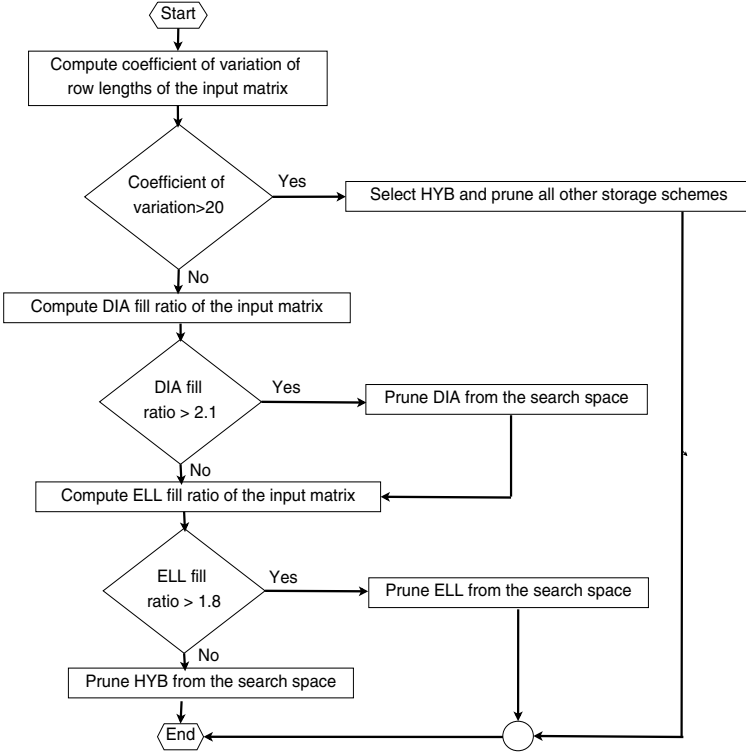 Start
Compute coefficient of variation of
row lengths of the input matrix
Coefficient of
variation>20
Yes
Select HYB and prune all other storage schemes
No
Compute DIA fill ratio of the input matrix
DIA fill
ratio > 2.1
Yes
Prune DIA from the search space
No
Compute ELL fill ratio of the input matrix
ELL fill
ratio > 1.8
Yes
Prune ELL from the search space
No
Prune HYB from the search space
End